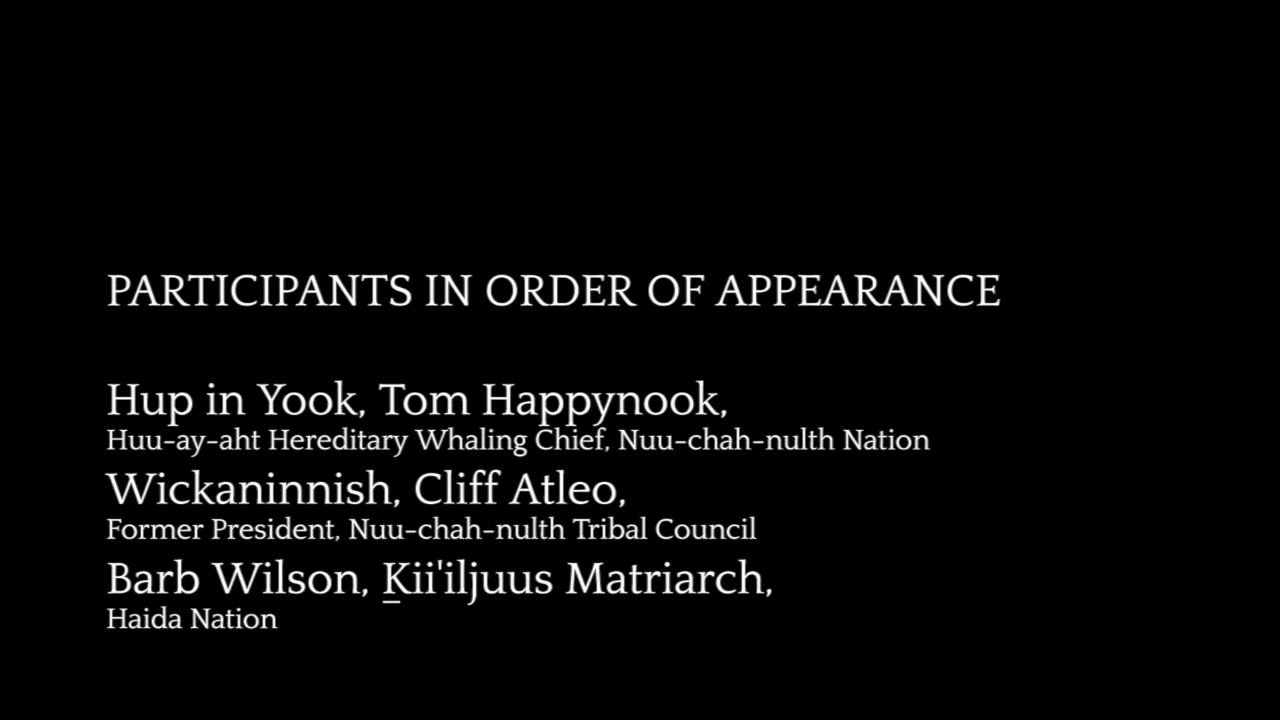 PARTICIPANTS IN ORDER OF APPEARANCE
Hup in Yook, Tom Happynook,
Huu-ay-aht Hereditary Whaling Chief, Nuu-chah-nulth Nation
Wickaninnish, Cliff Atleo,
Former President, Nuu-chah-nulth Tribal Council
Barb Wilson, Ḵii'iljuus Matriarch,
Haida Nation